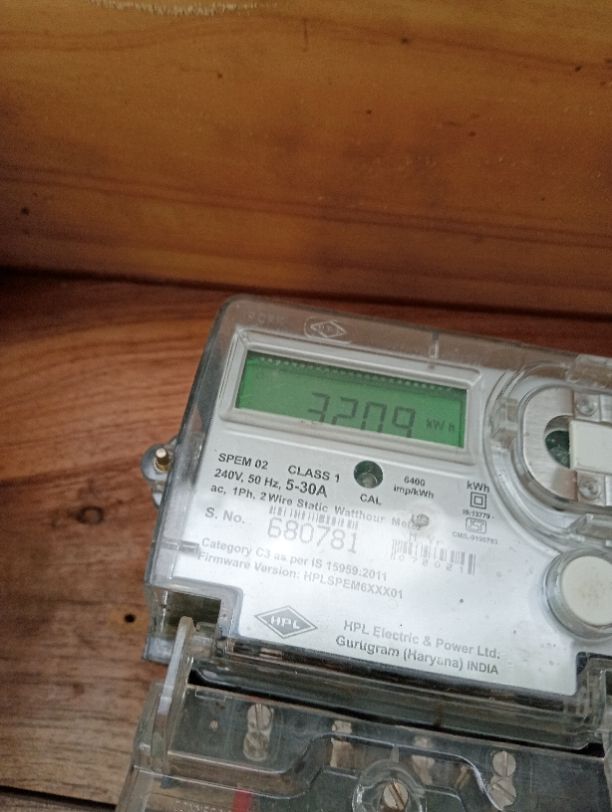 3209 kWh
SPEM 02 CLASS 1
240V, 50 Hz, 5-30A
6400 imp/kWh
kWh
CAL
ac, 1Ph. 2 Wire Static Watthour Meter
IS:13779
S. No. 680781
Category C3 as per IS 15959:2011
Firmware Version: HPLSPEM6XXX01
HPL
HPL Electric & Power Ltd.
Gurugram (Haryana) INDIA